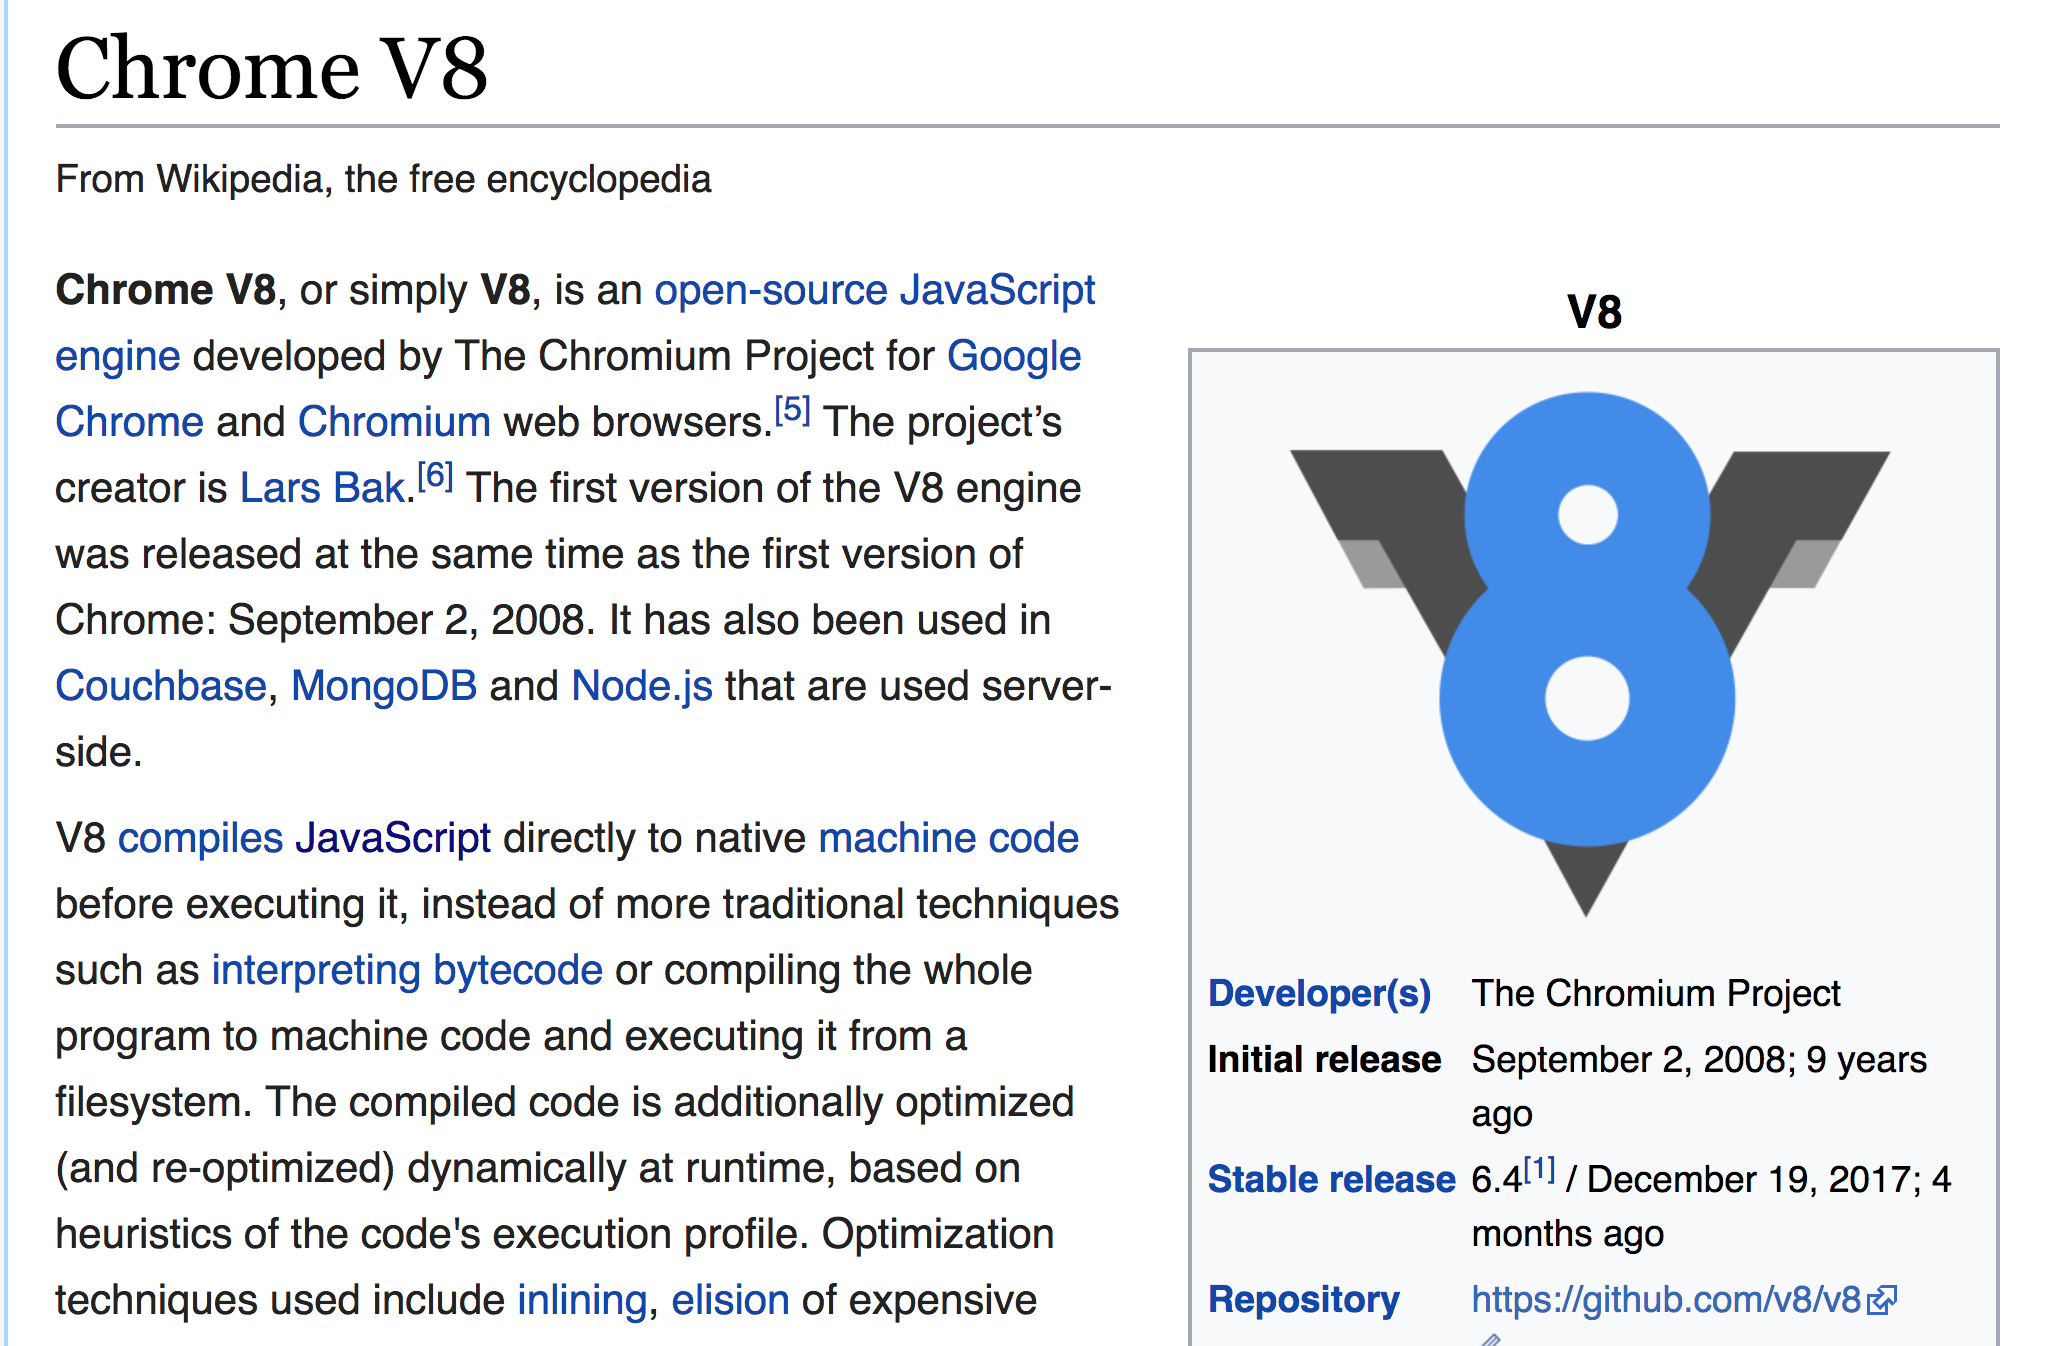 Chrome V8
From Wikipedia, the free encyclopedia
Chrome V8, or simply V8, is an open-source JavaScript
engine developed by The Chromium Project for Google
Chrome and Chromium web browsers.[5] The project’s
creator is Lars Bak.[6] The first version of the V8 engine
was released at the same time as the first version of
Chrome: September 2, 2008. It has also been used in
Couchbase, MongoDB and Node.js that are used server-
side.
V8 compiles JavaScript directly to native machine code
before executing it, instead of more traditional techniques
such as interpreting bytecode or compiling the whole
program to machine code and executing it from a
filesystem. The compiled code is additionally optimized
(and re-optimized) dynamically at runtime, based on
heuristics of the code's execution profile. Optimization
techniques used include inlining, elision of expensive
V8
V8
Developer(s) The Chromium Project
Initial release September 2, 2008; 9 years
ago
Stable release 6.4[1] / December 19, 2017; 4
months ago
Repository https://github.com/v8/v8